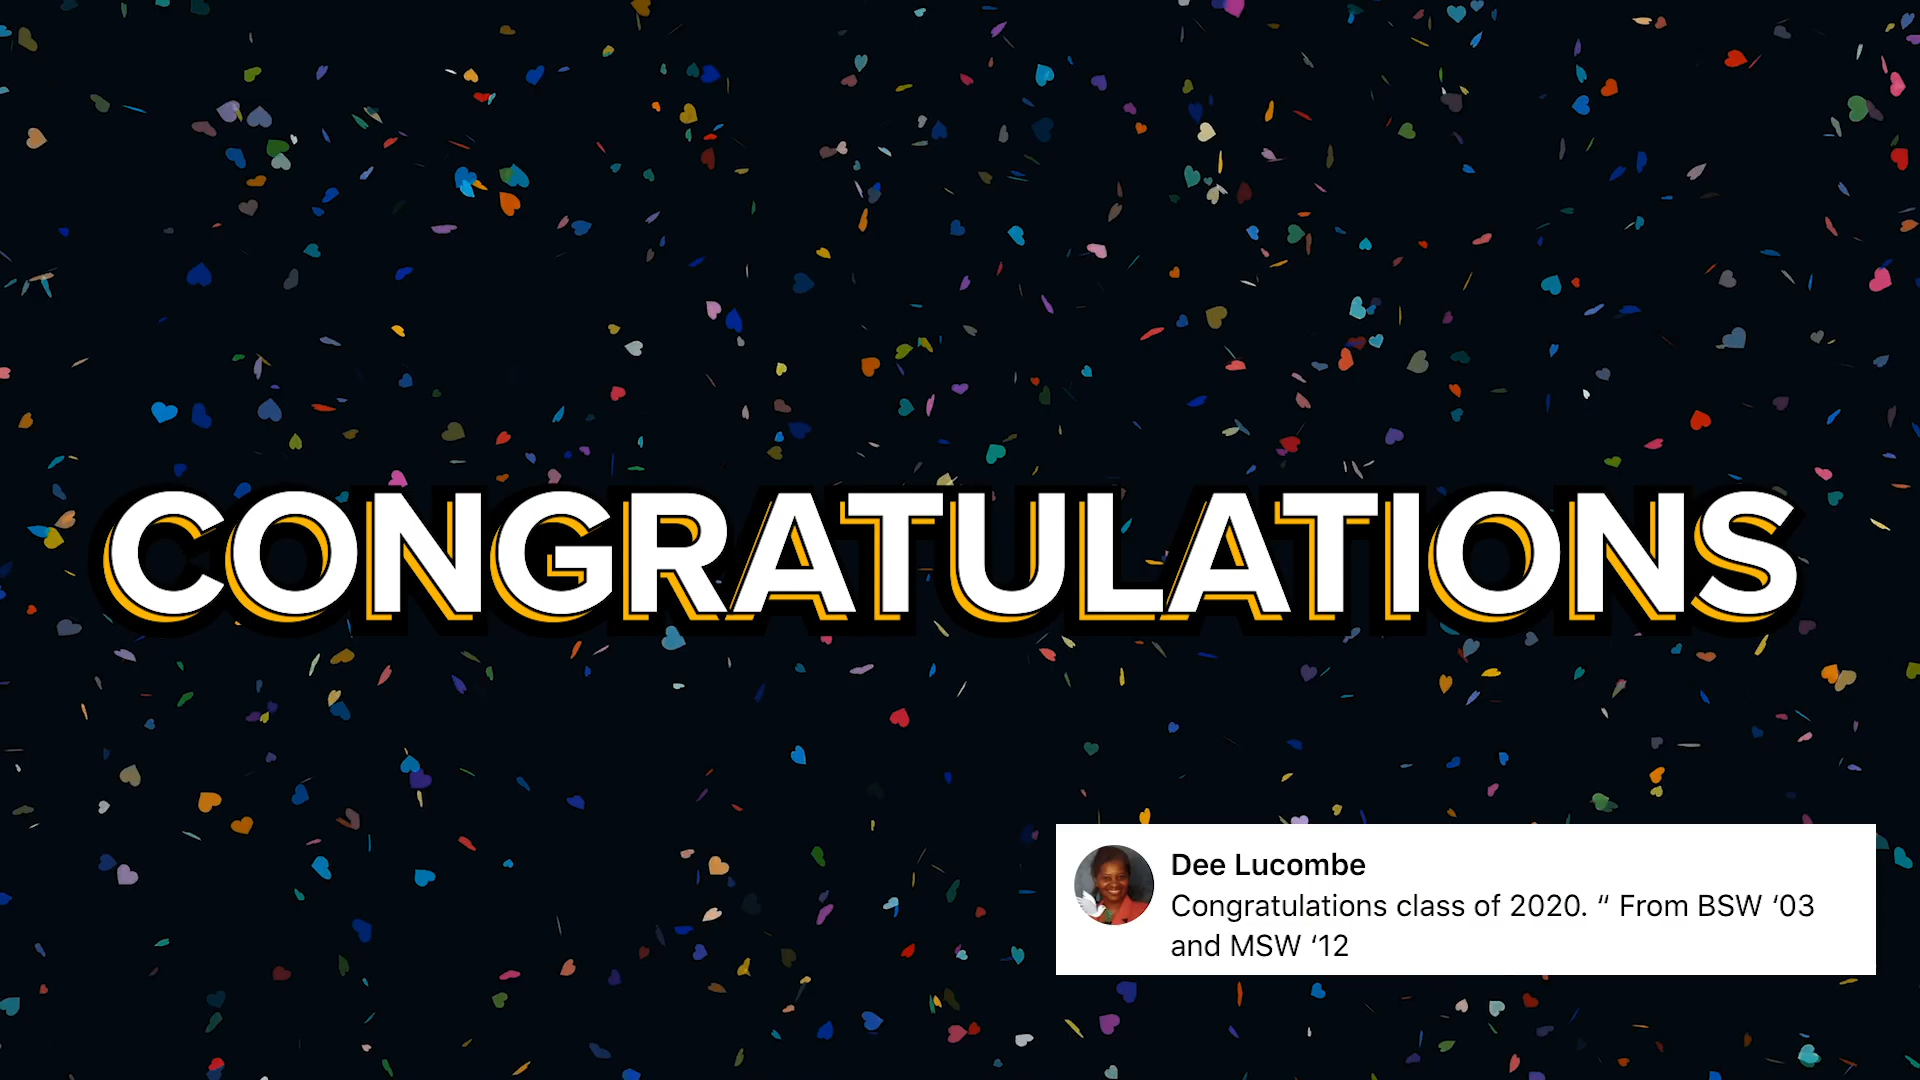 CONGRATULATIONS
Dee Lucombe
Congratulations class of 2020. “ From BSW ‘03
and MSW ‘12